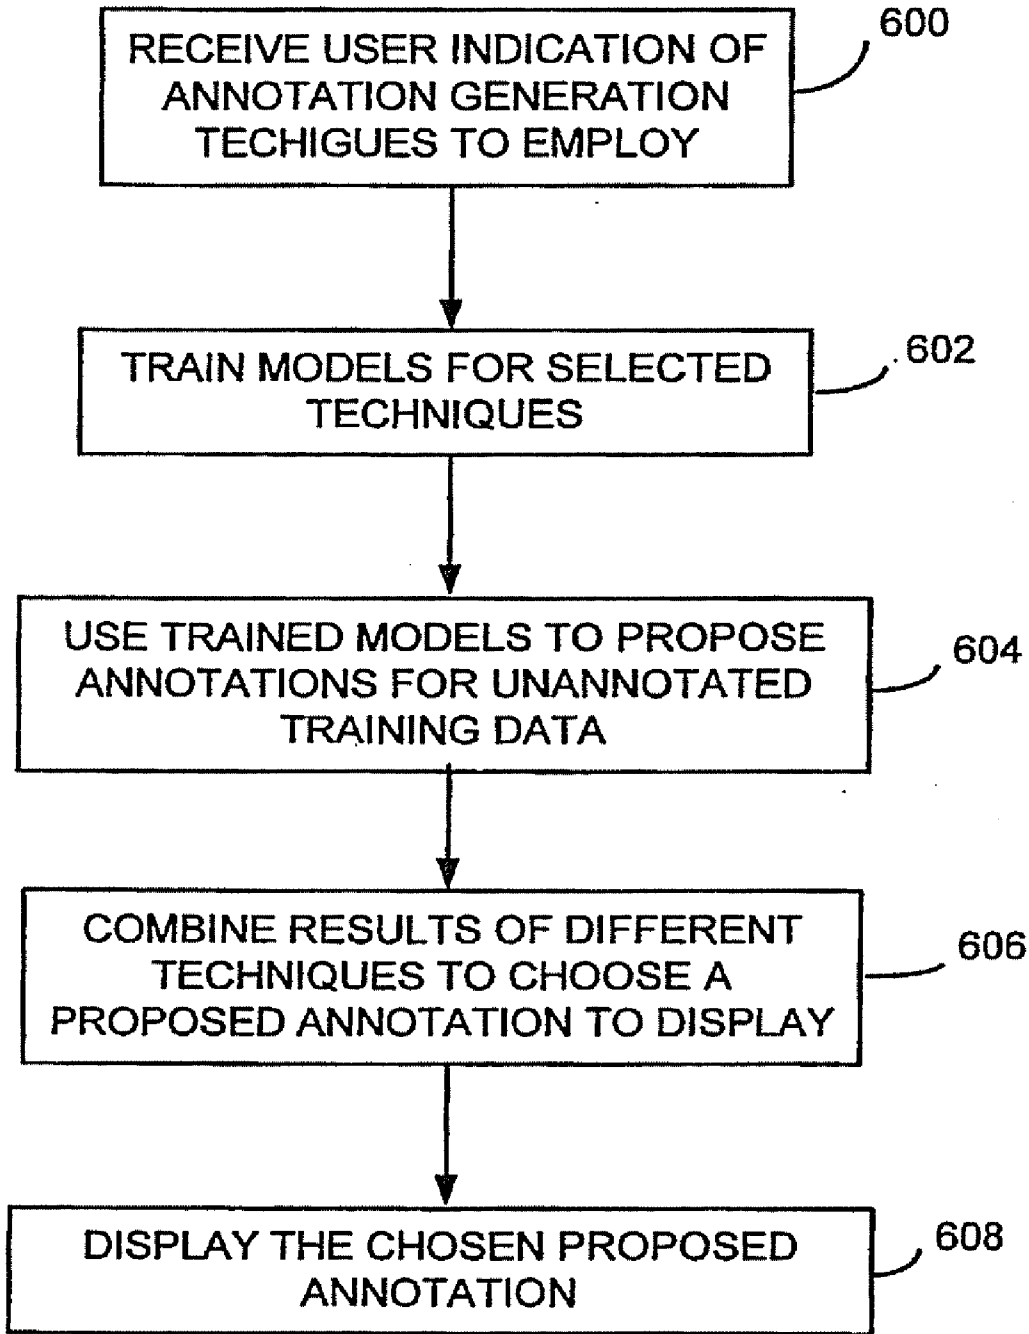 RECEIVE USER INDICATION OF
ANNOTATION GENERATION
TECHIGUES TO EMPLOY
600
TRAIN MODELS FOR SELECTED
TECHNIQUES
602
USE TRAINED MODELS TO PROPOSE
ANNOTATIONS FOR UNANNOTATED
TRAINING DATA
604
COMBINE RESULTS OF DIFFERENT
TECHNIQUES TO CHOOSE A
PROPOSED ANNOTATION TO DISPLAY
606
DISPLAY THE CHOSEN PROPOSED
ANNOTATION
608